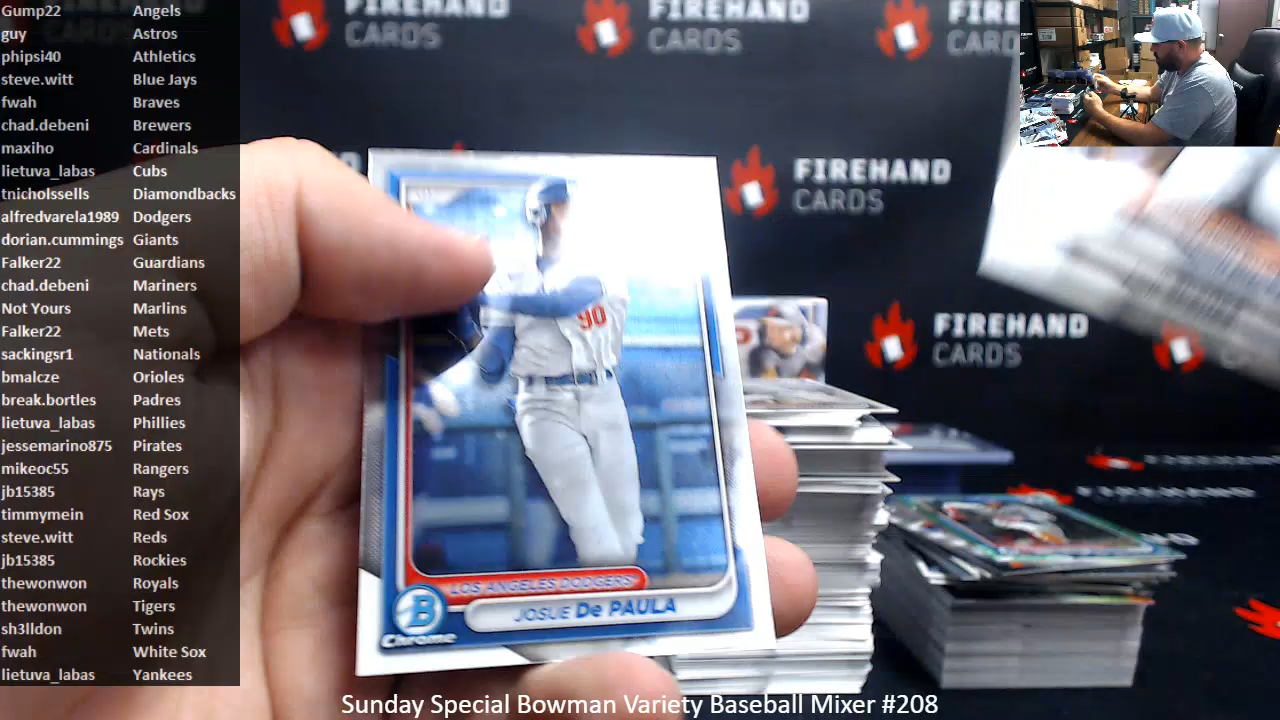 Gump22 Angels
guy Astros
phipsi40 Athletics
steve.witt Blue Jays
fwah Braves
chad.debeni Brewers
maxiho Cardinals
lietuva_labas Cubs
tnicholssells Diamondbacks
alfredvarela1989 Dodgers
dorian.cummings Giants
Falker22 Guardians
chad.debeni Mariners
Not Yours Marlins
Falker22 Mets
sackingsr1 Nationals
bmalcze Orioles
break.bortles Padres
lietuva_labas Phillies
jessemarino875 Pirates
mikeoc55 Rangers
jb15385 Rays
timmymein Red Sox
steve.witt Reds
jb15385 Rockies
thewonwon Royals
thewonwon Tigers
sh3lldon Twins
fwah White Sox
lietuva_labas Yankees
FIREHAND
CARDS
FIREHAND
CARDS
FIRE
CARD
FIREHAND
CARDS
FIREHAND
CARDS
90
LOS ANGELES DODGERS
JOSUE De PAULA
B
Chrome
Sunday Special Bowman Variety Baseball Mixer #208